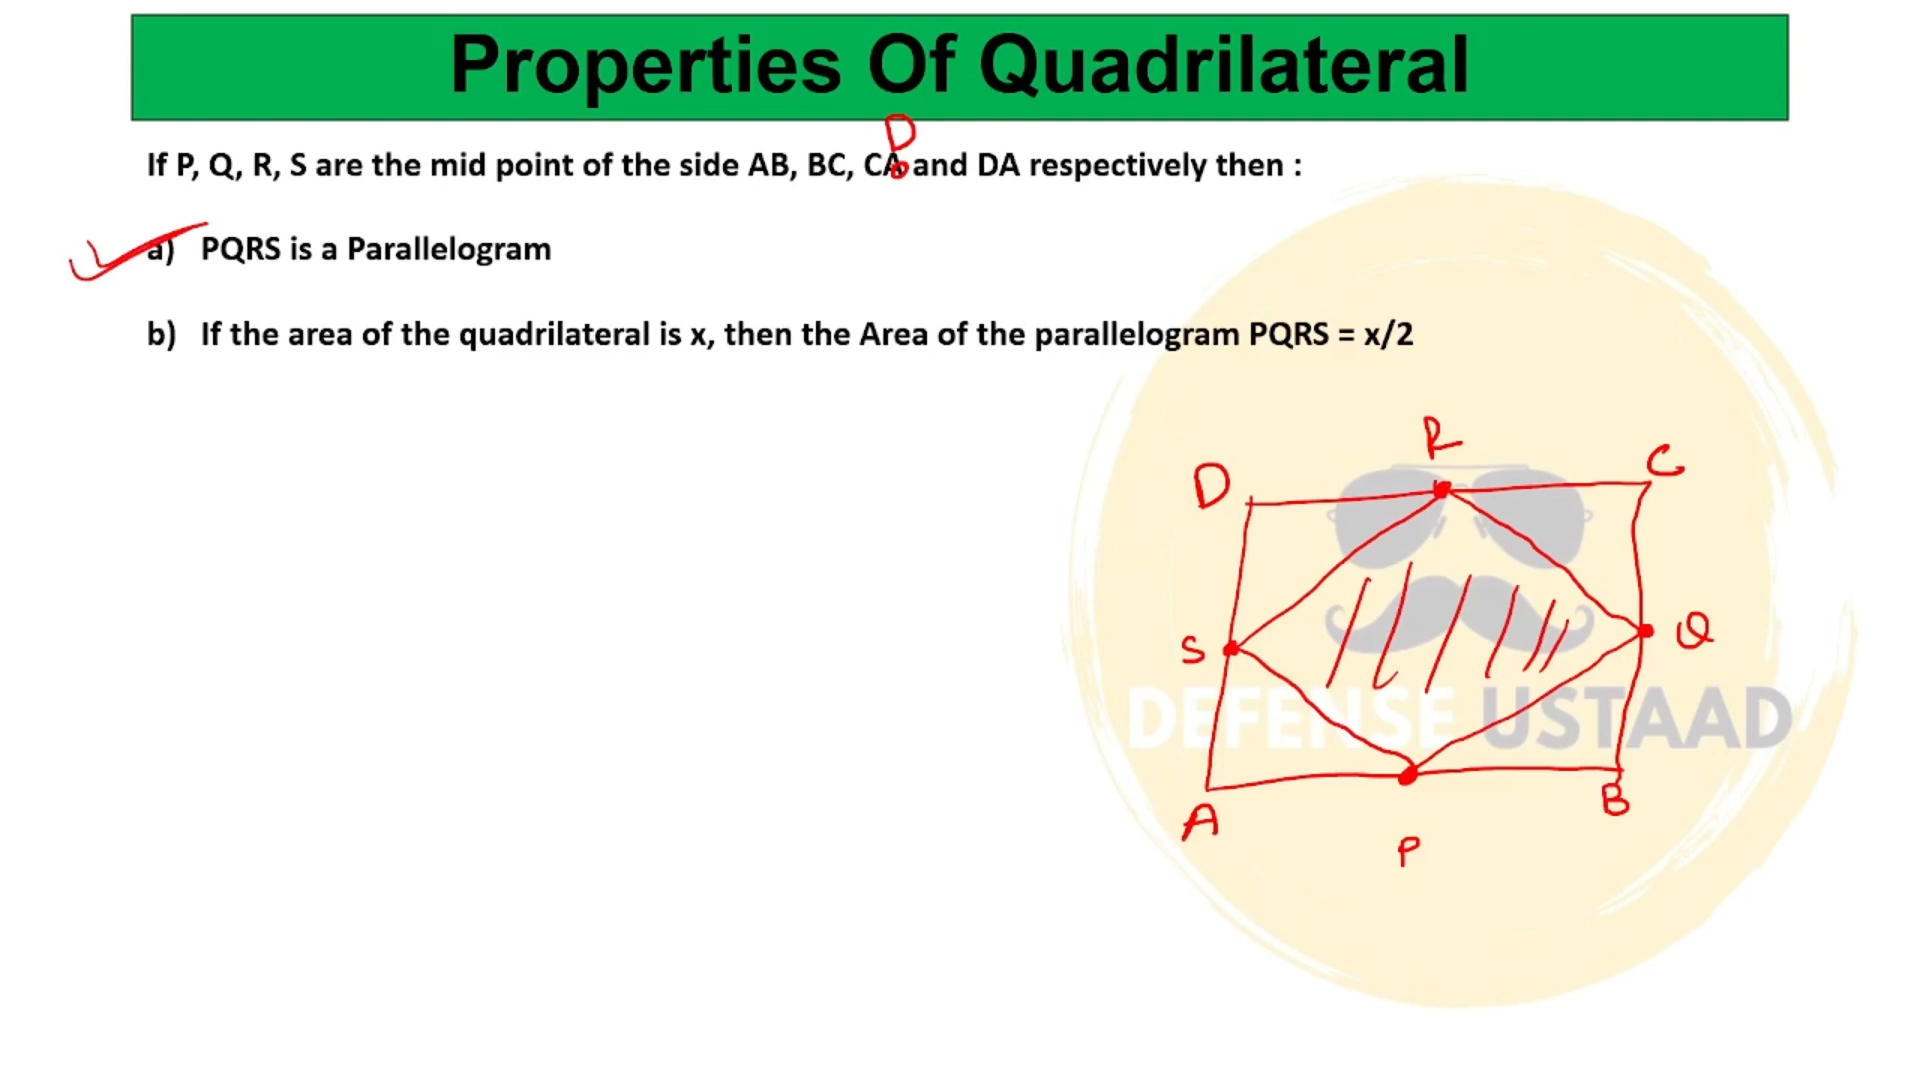 Properties Of Quadrilateral
D
If P, Q, R, S are the mid point of the side AB, BC, CA and DA respectively then :
a) PQRS is a Parallelogram
b) If the area of the quadrilateral is x, then the Area of the parallelogram PQRS = x/2
R
D
C
S
Q
DEFENSE USTAAD
A
B
P